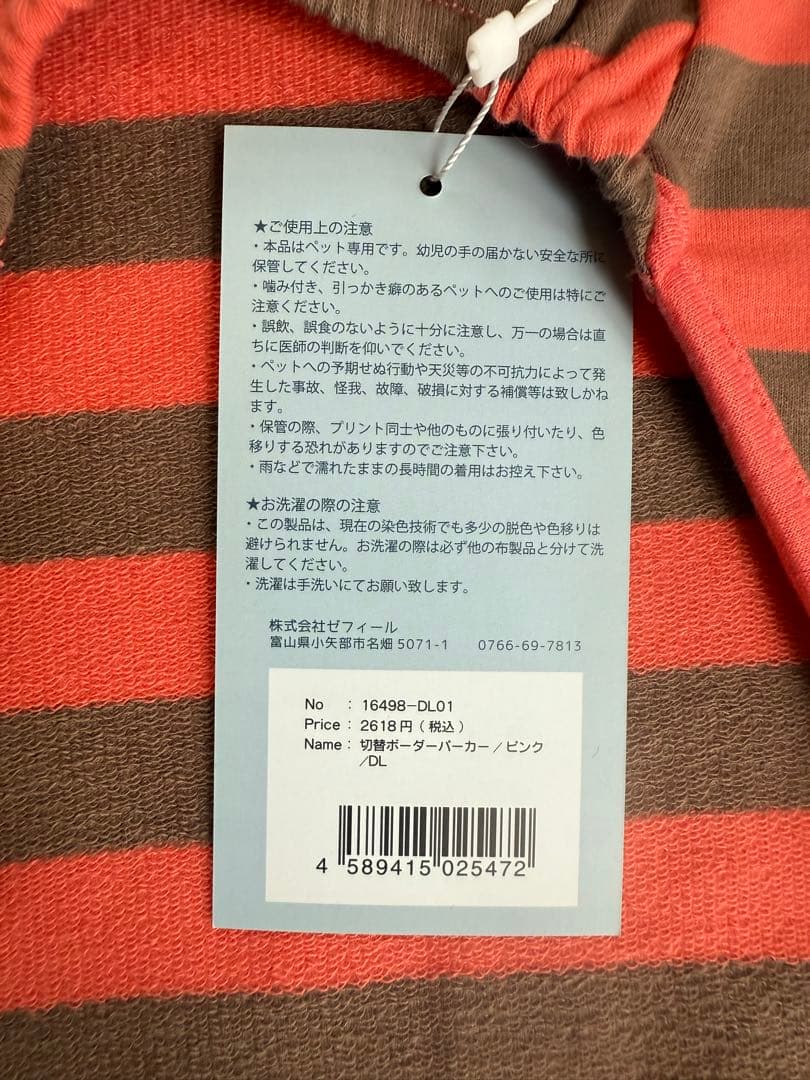 ★ご使用上の注意
・本品はペット専用です。幼児の手の届かない安全な所に
保管してください。
・噛み付き、引っかき癖のあるペットへのご使用は特にご
注意ください。
・誤飲、誤食のないように十分に注意し、万一の場合は直
ちに医師の判断を仰いでください。
・ペットへの予期せぬ行動や天災等の不可抗力によって発
生した事故、怪我、故障、破損に対する補償等は致しかね
ます。
・保管の際、プリント同士や他のものに張り付いたり、色
移りする恐れがありますのでご注意下さい。
・雨などで濡れたままの長時間の着用はお控え下さい。
★お洗濯の際の注意
・この製品は、現在の染色技術でも多少の脱色や色移りは
避けられません。お洗濯の際は必ず他の布製品と分けて洗
濯してください。
・洗濯は手洗いにてお願い致します。
株式会社ゼフィール
富山県小矢部市名畑 5071-1 0766-69-7813
No : 16498-DL01
Price : 2618円 ( 税込 )
Name : 切替ボーダーパーカー / ピンク
/DL
4 589415 025472